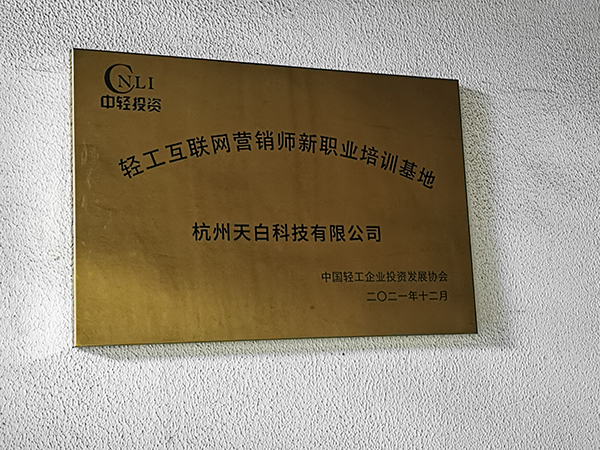 CNLI
中轻投资
轻工互联网营销师新职业培训基地
杭州天白科技有限公司
中国轻工企业投资发展协会
二〇二一年十二月